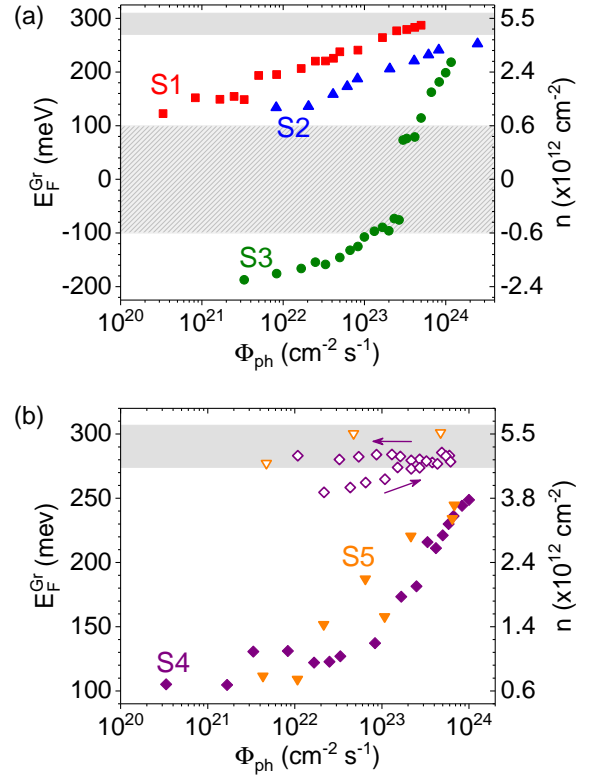 (a)
300
200
100
0
-100
-200
E_F^Gr (meV)
S1
S2
S3
5.5
2.4
0.6
0
-0.6
-2.4
n (x10^12 cm^-2)
10^20 10^21 10^22 10^23 10^24
Φ_ph (cm^-2 s^-1)
(b)
300
250
200
150
100
E_F^Gr (mev)
S5
S4
5.5
3.8
2.4
1.4
0.6
n (x10^12 cm^-2)
10^20 10^21 10^22 10^23 10^24
Φ_ph (cm^-2 s^-1)